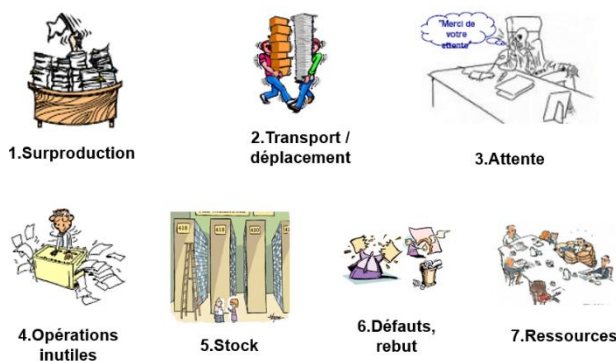 "Merci de
votre
attente"
1.Surproduction
2.Transport /
déplacement
3.Attente
4.Opérations
inutiles
5.Stock
6.Défauts,
rebut
7.Ressources